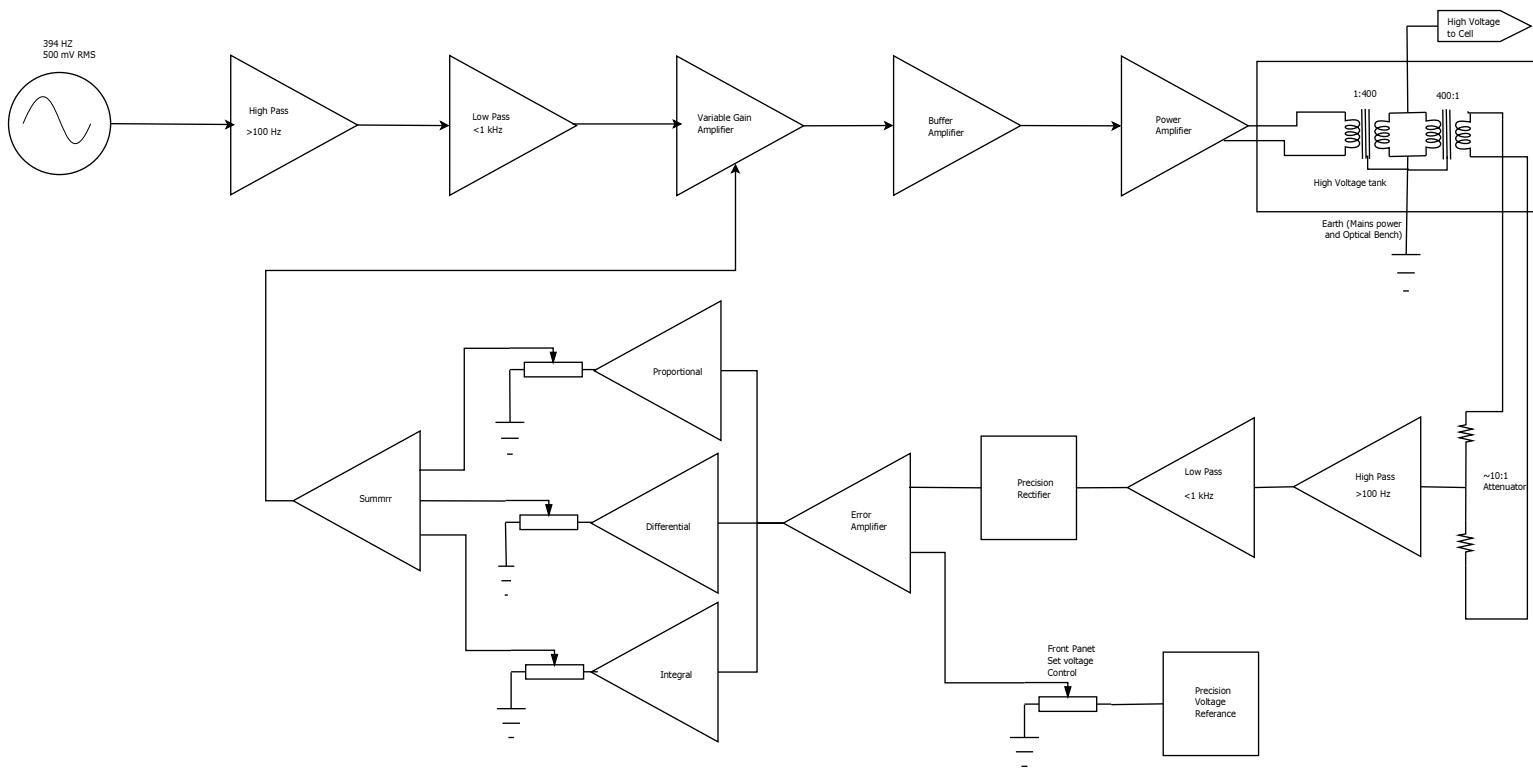 394 HZ
500 mV RMS
High Pass
>100 Hz
Low Pass
<1 kHz
Variable Gain
Amplifier
Buffer
Amplifier
Power
Amplifier
High Voltage
to Cell
1:400
400:1
High Voltage tank
Earth (Mains power
and Optical Bench)
Proportional
Summrr
Differential
Integral
Error
Amplifier
Precision
Rectifier
Low Pass
<1 kHz
High Pass
>100 Hz
~10:1
Attenuator
Front Panet
Set voltage
Control
Precision
Voltage
Referance